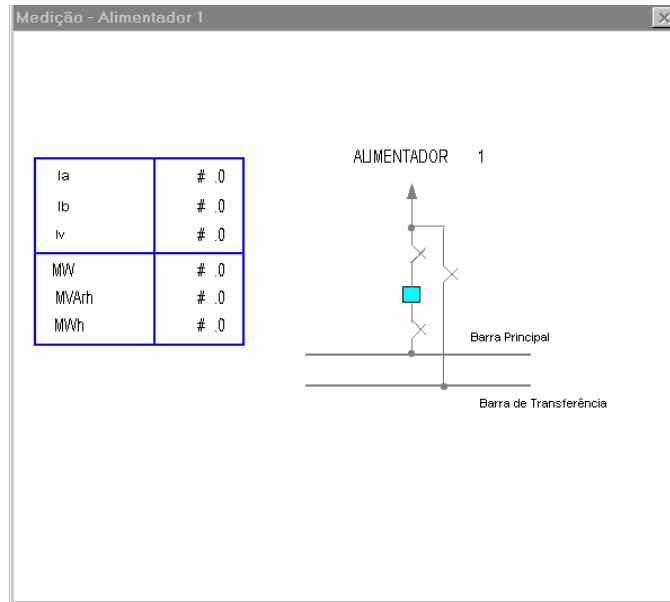 Medição - Alimentador 1
ALIMENTADOR 1
Ia # .0
Ib # .0
Iv # .0
MW # .0
MVArh # .0
MWh # .0
Barra Principal
Barra de Transferência